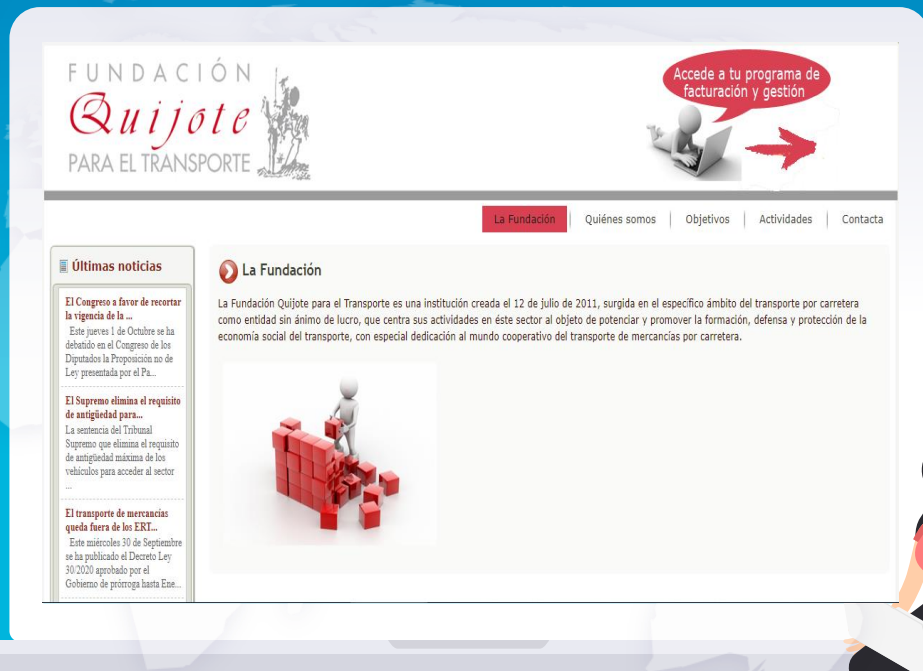 FUNDACIÓN
Quijote
PARA EL TRANSPORTE
Accede a tu programa de
facturación y gestión
La Fundación
Quiénes somos
Objetivos
Actividades
Contacta
Últimas noticias
El Congreso a favor de recortar
la vigencia de la ...
Este jueves 1 de Octubre se ha
debatido en el Congreso de los
Diputados la Proposición no de
Ley presentada por el Pa...
El Supremo elimina el requisito
de antigüedad para...
La sentencia del Tribunal
Supremo que elimina el requisito
de antigüedad máxima de los
vehículos para acceder al sector
...
El transporte de mercancías
queda fuera de los ERT...
Este miércoles 30 de Septiembre
se ha publicado el Decreto Ley
30/2020 aprobado por el
Gobierno de prórroga hasta Ene...
La Fundación
La Fundación Quijote para el Transporte es una institución creada el 12 de julio de 2011, surgida en el específico ámbito del transporte por carretera
como entidad sin ánimo de lucro, que centra sus actividades en éste sector al objeto de potenciar y promover la formación, defensa y protección de la
economía social del transporte, con especial dedicación al mundo cooperativo del transporte de mercancías por carretera.